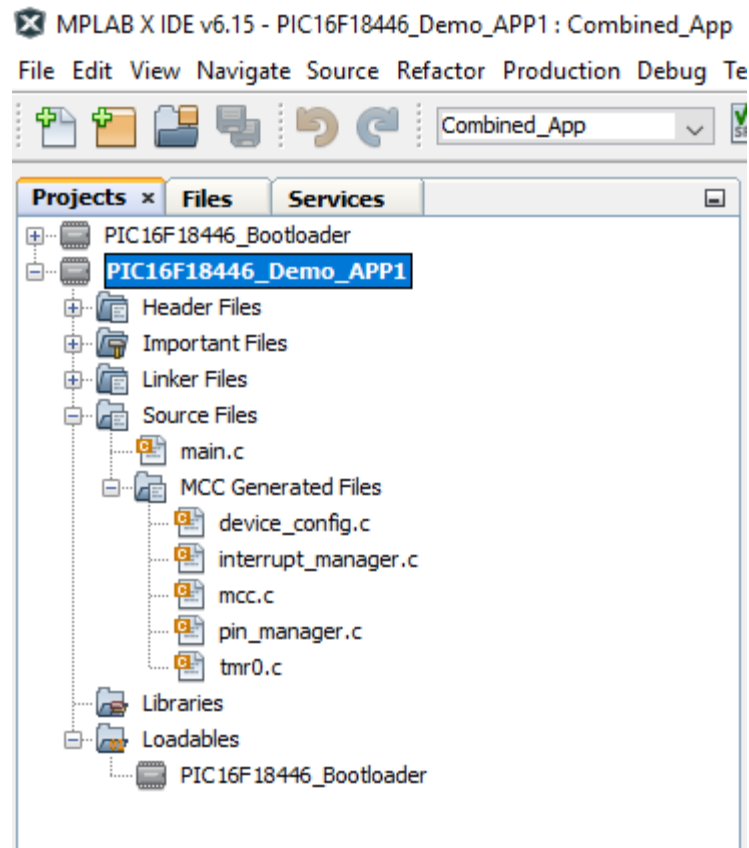 MPLAB X IDE v6.15 - PIC16F18446_Demo_APP1 : Combined_App
File Edit View Navigate Source Refactor Production Debug Te
Combined_App
Projects × Files Services
PIC16F18446_Bootloader
PIC16F18446_Demo_APP1
Header Files
Important Files
Linker Files
Source Files
main.c
MCC Generated Files
device_config.c
interrupt_manager.c
mcc.c
pin_manager.c
tmr0.c
Libraries
Loadables
PIC16F18446_Bootloader